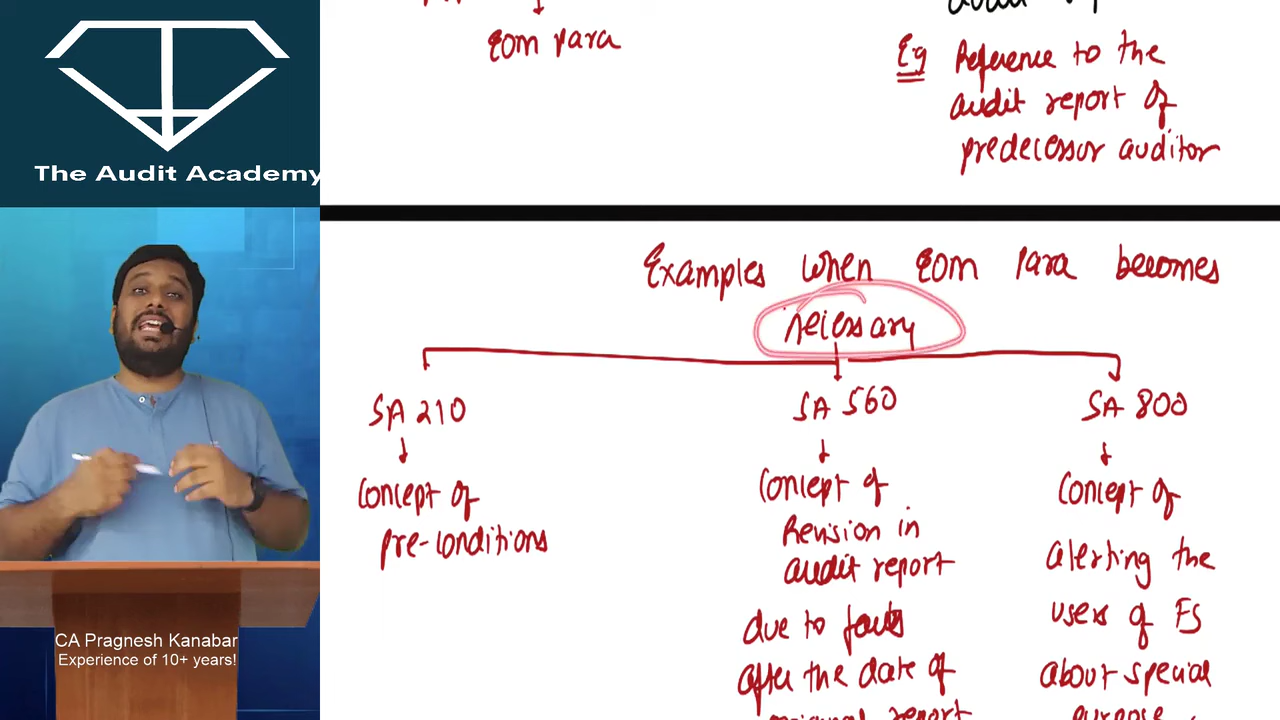 The Audit Academy
EOM para
Eg Reference to the
audit report of
predecessor auditor
Examples when EOM Para becomes
necessary
SA 210
Concept of
pre-conditions
SA 560
Concept of
Revision in
audit report
due to facts
after the date of
original report
SA 800
Concept of
alerting the
users of FS
about special
purpose
CA Pragnesh Kanabar
Experience of 10+ years!